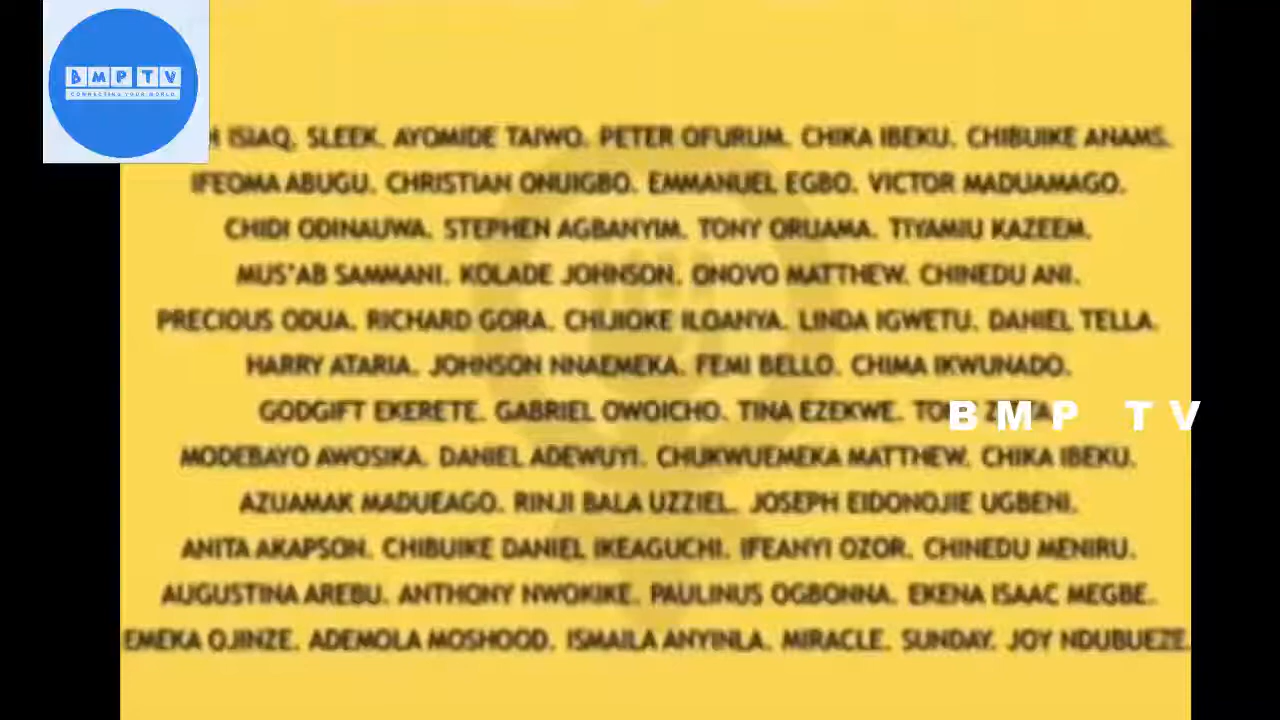 BMPTV
CONNECTING YOUR WORLD
ISIAQ. SLEEK. AYOMIDE TAIWO. PETER OFURUM. CHIKA IBEKU. CHIBUIKE ANAMS.
IFEOMA ABUGU. CHRISTIAN ONUIGBO. EMMANUEL EGBO. VICTOR MADUAMAGO.
CHIDI ODINAUWA. STEPHEN AGBANYIM. TONY ORUAMA. TIYAMIU KAZEEM.
MUS'AB SAMMANI. KOLADE JOHNSON. ONOVO MATTHEW. CHINEDU ANI.
PRECIOUS ODUA. RICHARD GORA. CHIJIOKE ILOANYA. LINDA IGWETU. DANIEL TELLA.
HARRY ATARIA. JOHNSON NNAEMEKA. FEMI BELLO. CHIMA IKWUNADO.
GODGIFT EKERETE. GABRIEL OWOICHO. TINA EZEKWE.
BMP TV
MODEBAYO AWOSIKA. DANIEL ADEWUYI. CHUKWUEMEKA MATTHEW. CHIKA IBEKU.
AZUAMAK MADUEAGO. RINJI BALA UZZIEL. JOSEPH EIDONOJIE UGBENI.
ANITA AKAPSON. CHIBUIKE DANIEL IKEAGUCHI. IFEANYI OZOR. CHINEDU MENIRU.
AUGUSTINA AREBU. ANTHONY NWOKIKE. PAULINUS OGBONNA. EKENA ISAAC MEGBE.
EMEKA OJINZE. ADEMOLA MOSHOOD. ISMAILA ANYINLA. MIRACLE. SUNDAY. JOY NDUBUEZE.